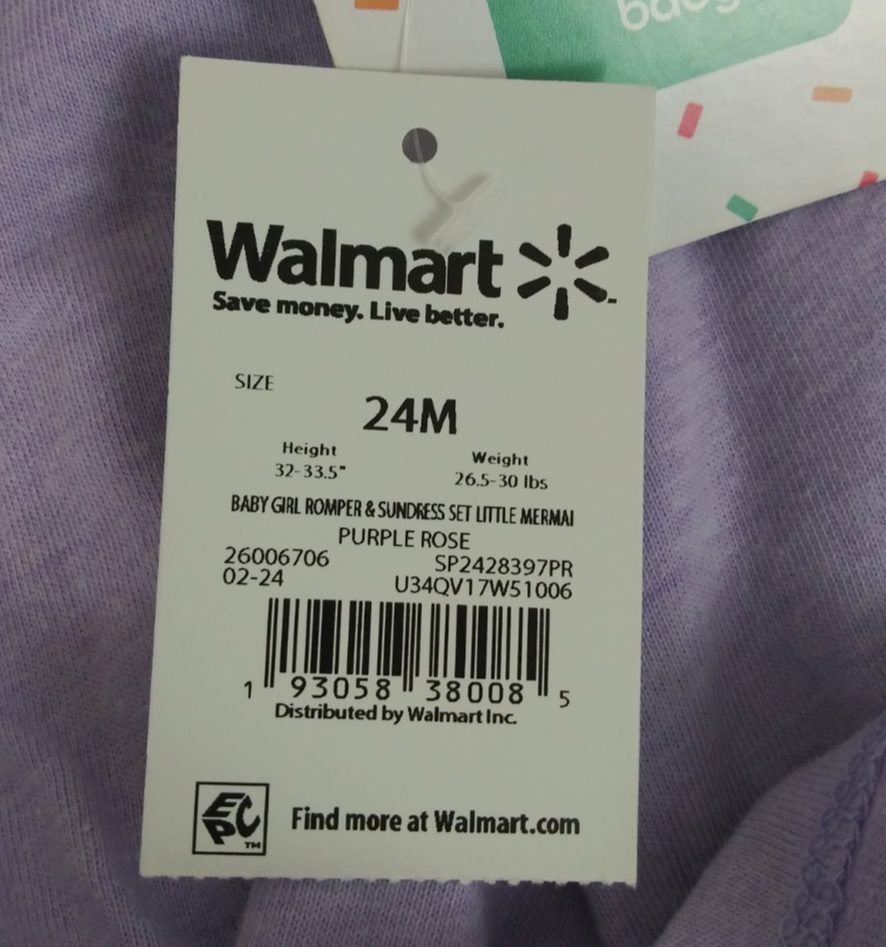 baby
Walmart
Save money. Live better.
SIZE
24M
Height Weight
32-33.5" 26.5-30 lbs
BABY GIRL ROMPER & SUNDRESS SET LITTLE MERMAI
PURPLE ROSE
26006706 SP2428397PR
02-24 U34QV17W51006
1 93058 38008 5
Distributed by Walmart Inc.
EPC™
Find more at Walmart.com